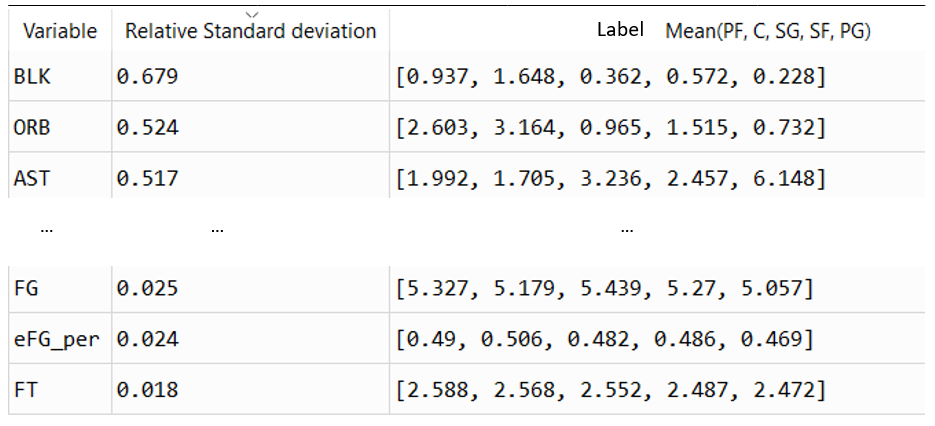 Variable Relative Standard deviation Label Mean(PF, C, SG, SF, PG)
BLK 0.679 [0.937, 1.648, 0.362, 0.572, 0.228]
ORB 0.524 [2.603, 3.164, 0.965, 1.515, 0.732]
AST 0.517 [1.992, 1.705, 3.236, 2.457, 6.148]
... ... ...
FG 0.025 [5.327, 5.179, 5.439, 5.27, 5.057]
eFG_per 0.024 [0.49, 0.506, 0.482, 0.486, 0.469]
FT 0.018 [2.588, 2.568, 2.552, 2.487, 2.472]